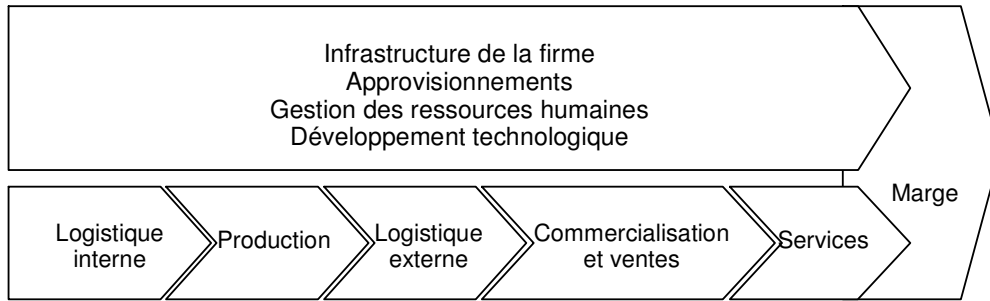 Infrastructure de la firme
Approvisionnements
Gestion des ressources humaines
Développement technologique
Marge
Logistique
interne
Production
Logistique
externe
Commercialisation
et ventes
Services